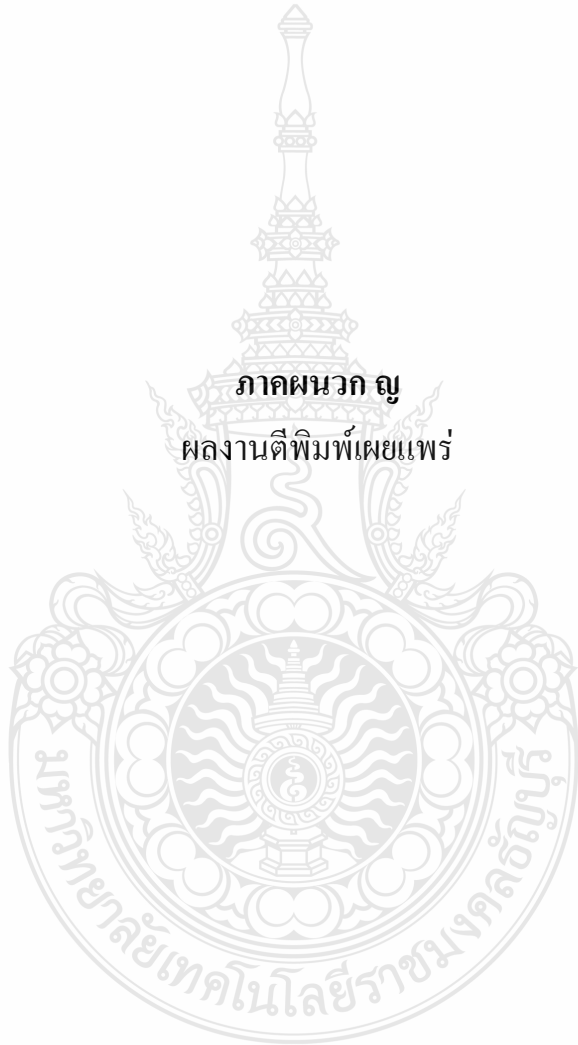 ภาคผนวก ญ
ผลงานตีพิมพ์เผยแพร่
มหาวิทยาลัยเทคโนโลยีราชมงคลธัญบุรี